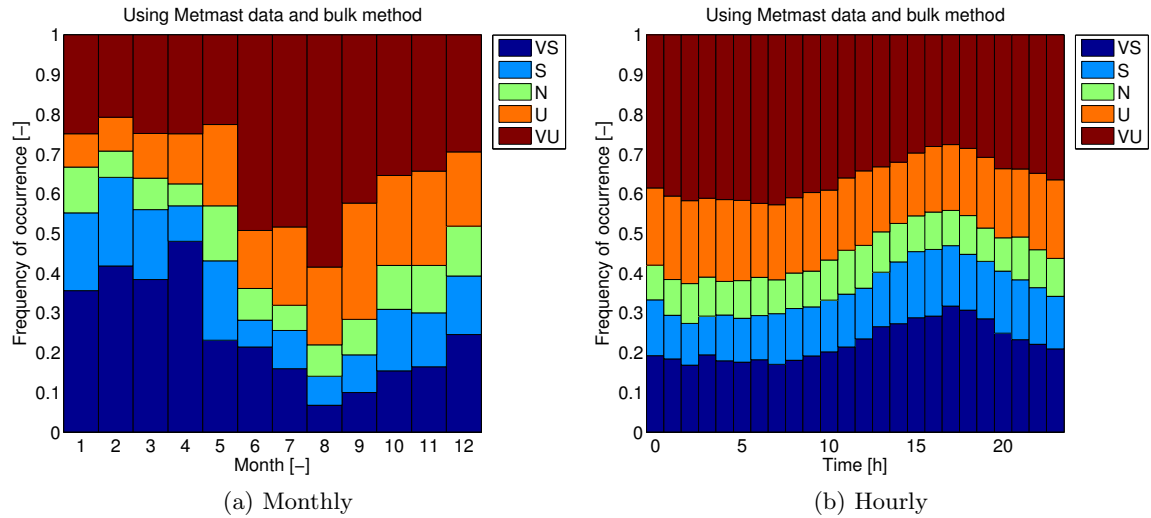 Using Metmast data and bulk method
1
0.9
0.8
0.7
0.6
0.5
0.4
0.3
0.2
0.1
0
Frequency of occurrence [−]
1 2 3 4 5 6 7 8 9 10 11 12
Month [−]
VS
S
N
U
VU
(a) Monthly
Using Metmast data and bulk method
1
0.9
0.8
0.7
0.6
0.5
0.4
0.3
0.2
0.1
0
Frequency of occurrence [−]
0 5 10 15 20
Time [h]
VS
S
N
U
VU
(b) Hourly